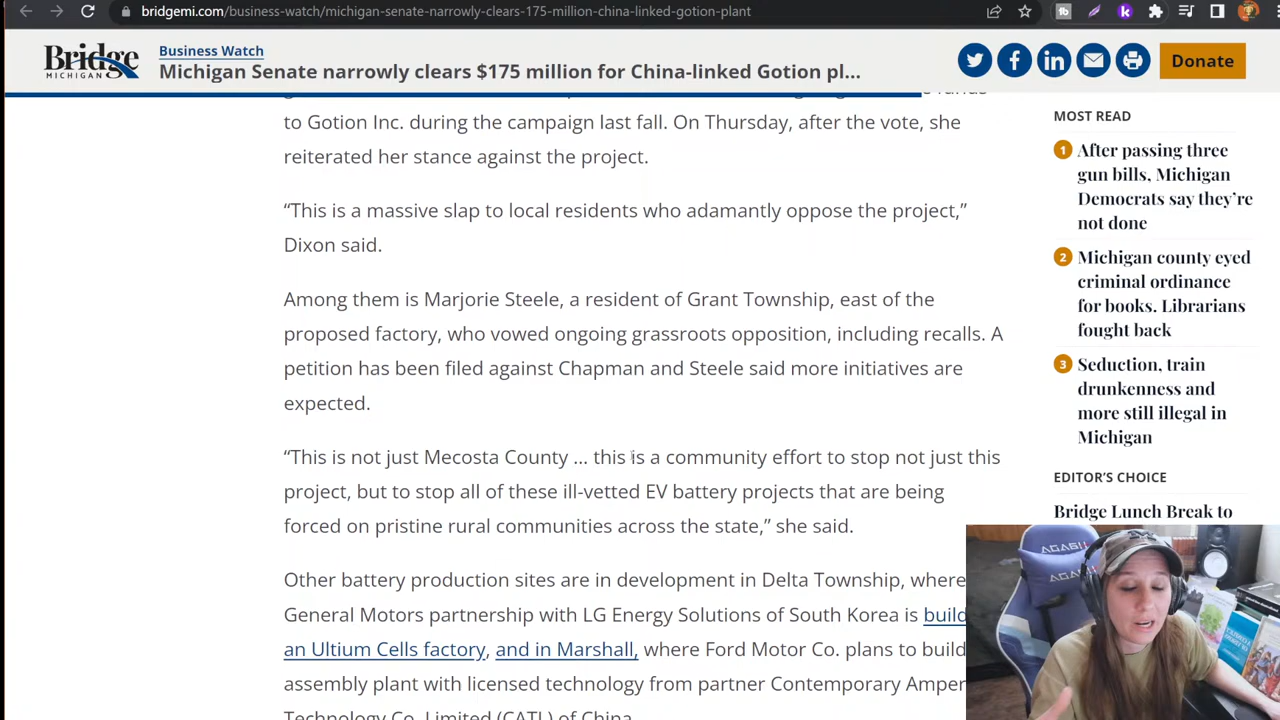 bridgemi.com/business-watch/michigan-senate-narrowly-clears-175-million-china-linked-gotion-plant
Bridge
MICHIGAN
Business Watch
Michigan Senate narrowly clears $175 million for China-linked Gotion pl...
Donate
to Gotion Inc. during the campaign last fall. On Thursday, after the vote, she
reiterated her stance against the project.
“This is a massive slap to local residents who adamantly oppose the project,”
Dixon said.
Among them is Marjorie Steele, a resident of Grant Township, east of the
proposed factory, who vowed ongoing grassroots opposition, including recalls. A
petition has been filed against Chapman and Steele said more initiatives are
expected.
“This is not just Mecosta County ... this is a community effort to stop not just this
project, but to stop all of these ill-vetted EV battery projects that are being
forced on pristine rural communities across the state,” she said.
Other battery production sites are in development in Delta Township, where
General Motors partnership with LG Energy Solutions of South Korea is build
an Ultium Cells factory, and in Marshall, where Ford Motor Co. plans to build
assembly plant with licensed technology from partner Contemporary Amper
Technology Co. Limited (CATL) of China.
MOST READ
1 After passing three
gun bills, Michigan
Democrats say they’re
not done
2 Michigan county eyed
criminal ordinance
for books. Librarians
fought back
3 Seduction, train
drunkenness and
more still illegal in
Michigan
EDITOR’S CHOICE
Bridge Lunch Break to